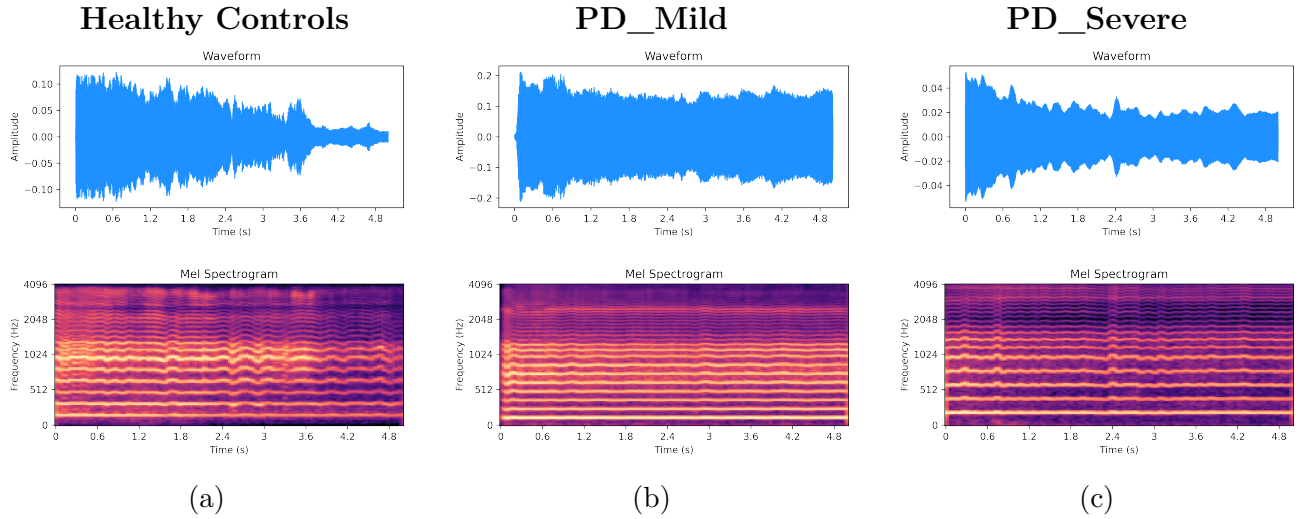 Healthy Controls
PD_Mild
PD_Severe
Waveform
0.10
0.05
0.00
−0.05
−0.10
Amplitude
0 0.6 1.2 1.8 2.4 3 3.6 4.2 4.8
Time (s)
Waveform
0.2
0.1
0.0
−0.1
−0.2
Amplitude
0 0.6 1.2 1.8 2.4 3 3.6 4.2 4.8
Time (s)
Waveform
0.04
0.02
0.00
−0.02
−0.04
Amplitude
0 0.6 1.2 1.8 2.4 3 3.6 4.2 4.8
Time (s)
Mel Spectrogram
4096
2048
1024
512
0
Frequency (Hz)
0 0.6 1.2 1.8 2.4 3 3.6 4.2 4.8
Time (s)
Mel Spectrogram
4096
2048
1024
512
0
Frequency (Hz)
0 0.6 1.2 1.8 2.4 3 3.6 4.2 4.8
Time (s)
Mel Spectrogram
4096
2048
1024
512
0
Frequency (Hz)
0 0.6 1.2 1.8 2.4 3 3.6 4.2 4.8
Time (s)
(a)
(b)
(c)